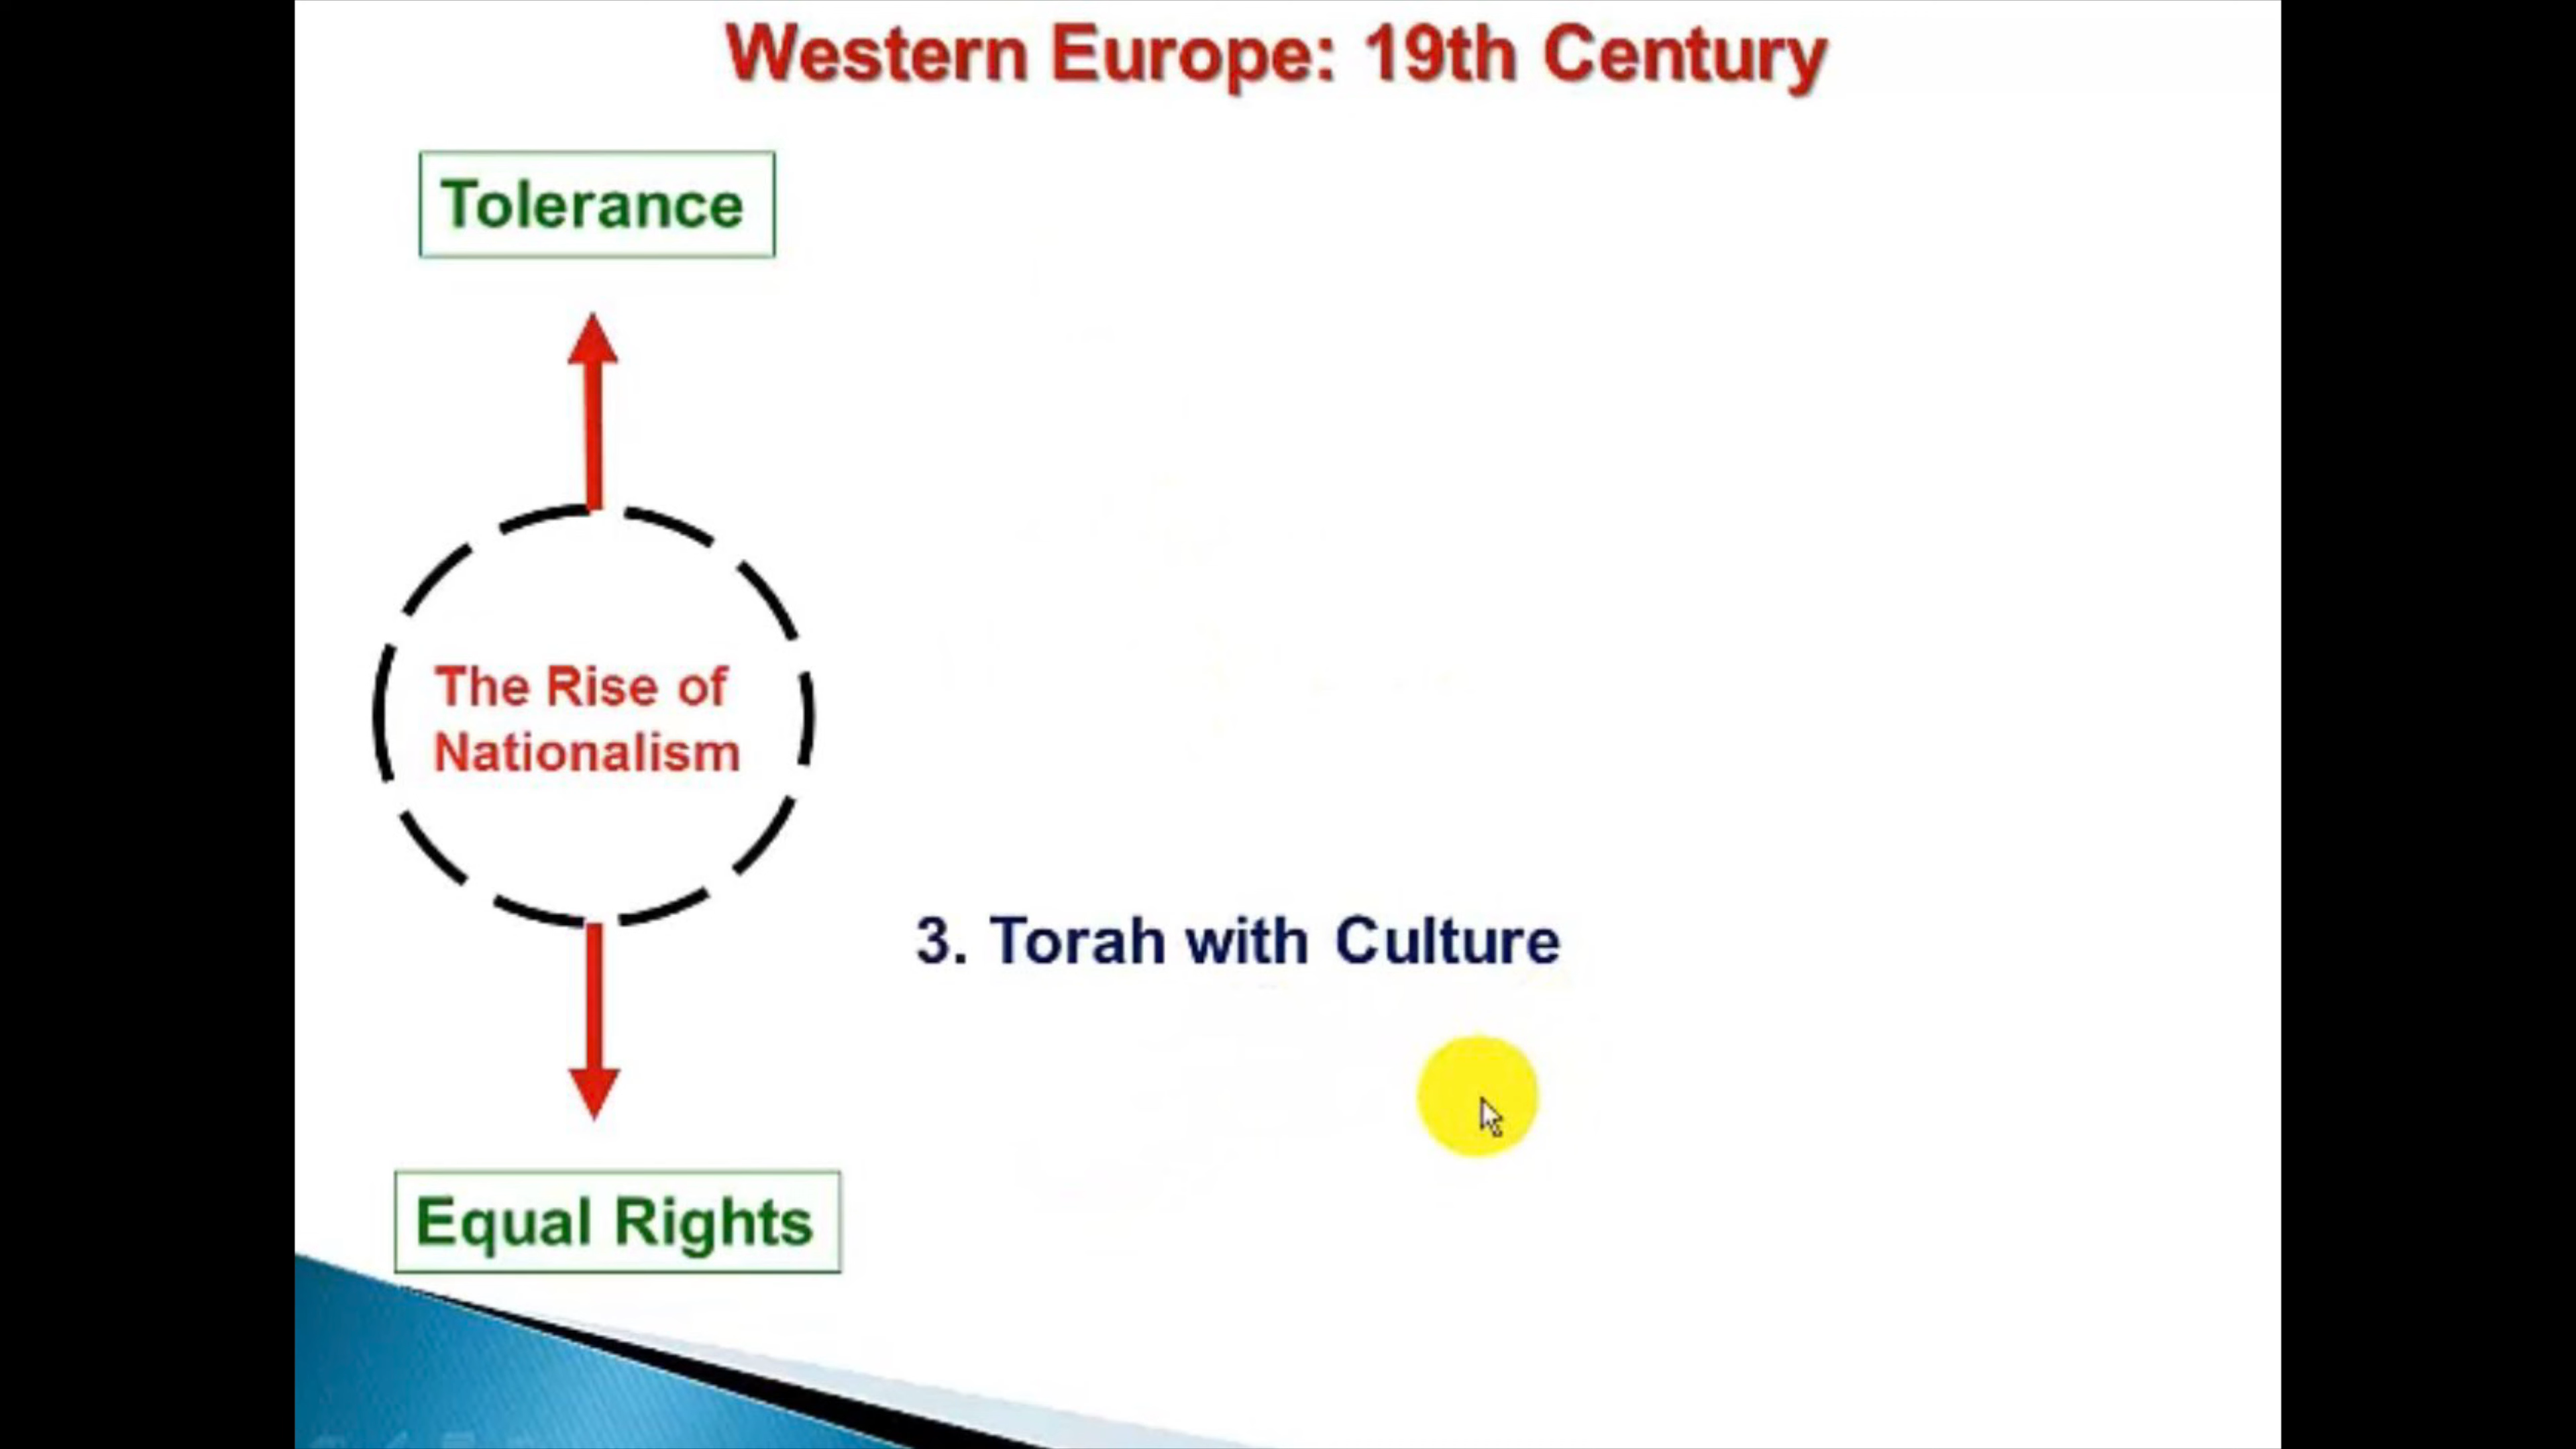 Western Europe: 19th Century
Tolerance
The Rise of
Nationalism
3. Torah with Culture
Equal Rights